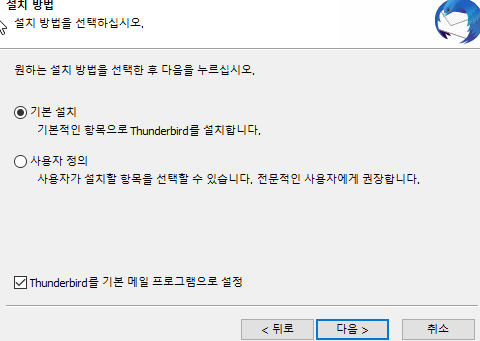 설치 방법
설치 방법을 선택하십시오.
원하는 설치 방법을 선택한 후 다음을 누르십시오.
기본 설치
기본적인 항목으로 Thunderbird를 설치합니다.
사용자 정의
사용자가 설치할 항목을 선택할 수 있습니다. 전문적인 사용자에게 권장합니다.
Thunderbird를 기본 메일 프로그램으로 설정
< 뒤로
다음 >
취소